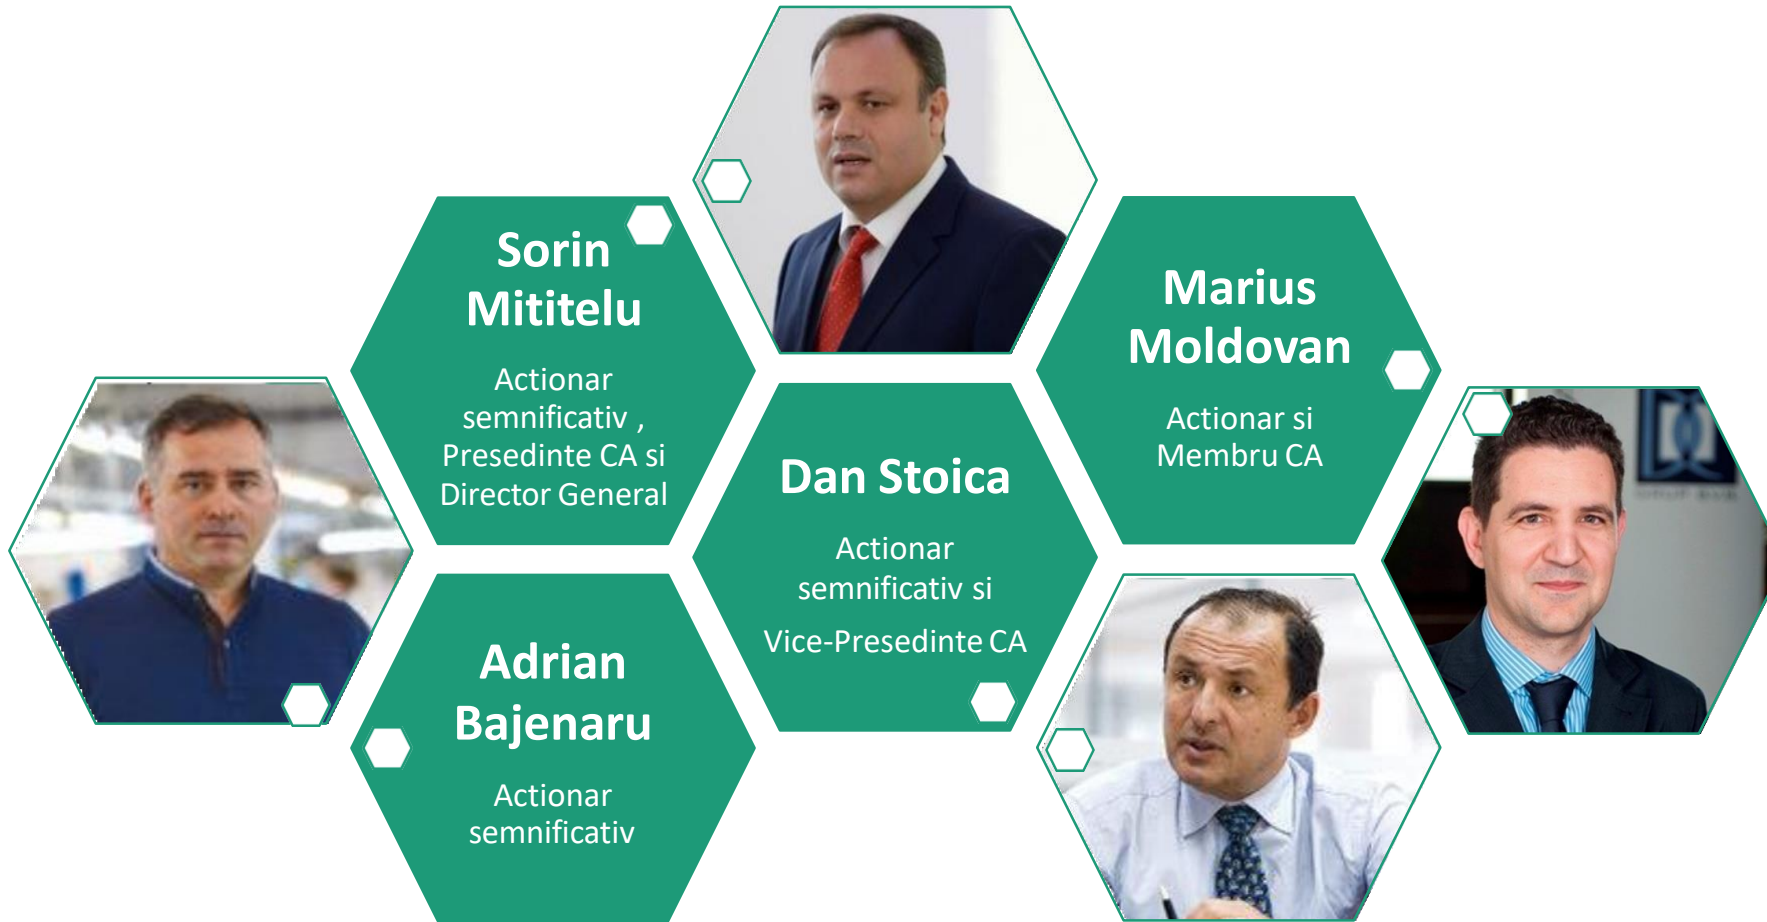 Sorin
Mititelu
Actionar
semnificativ ,
Presedinte CA si
Director General
Marius
Moldovan
Actionar si
Membru CA
Dan Stoica
Actionar
semnificativ si
Vice-Presedinte CA
Adrian
Bajenaru
Actionar
semnificativ